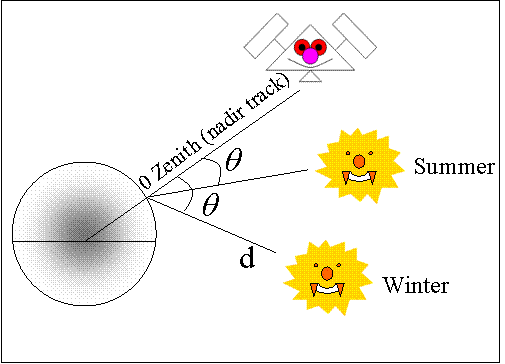 0 Zenith (nadir track)
θ
Summer
θ
d
Winter